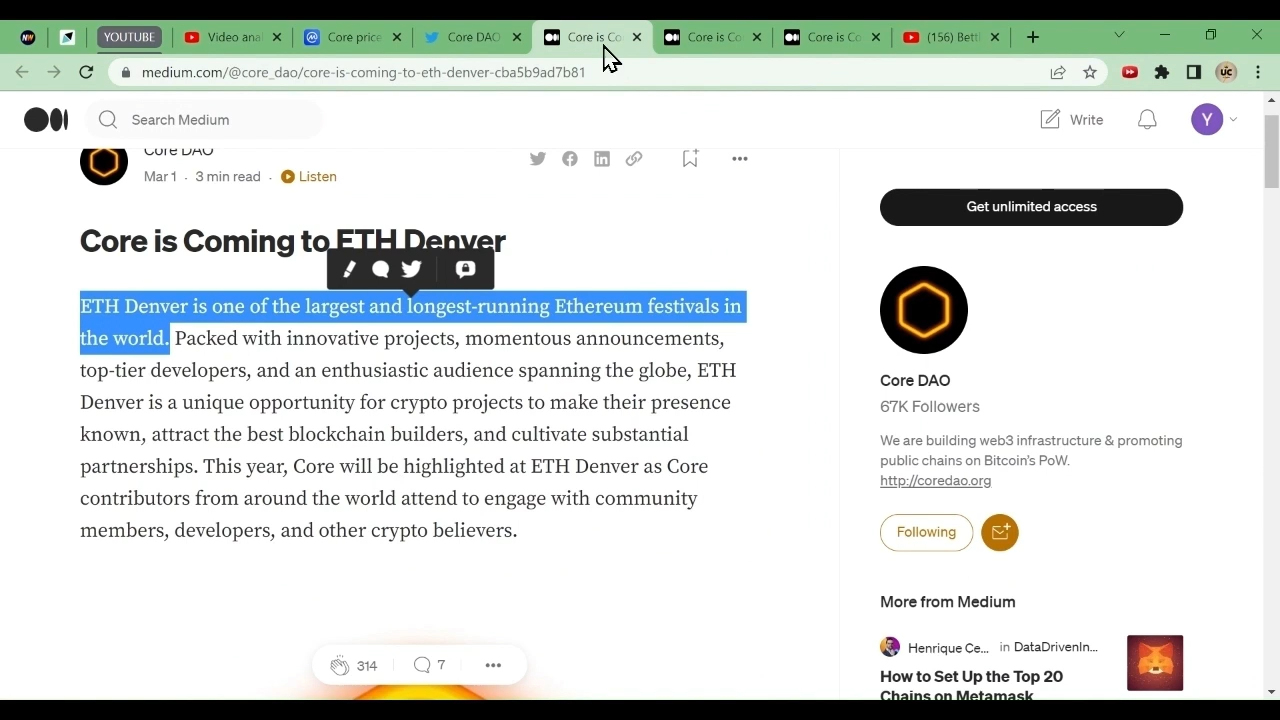 YOUTUBE
Video anal
Core price
Core DAO
Core is Co
Core is Co
Core is Co
(156) Bettl
medium.com/@core_dao/core-is-coming-to-eth-denver-cba5b9ad7b81
UC
Search Medium
Write
Y
Core DAO
Mar 1 · 3 min read · Listen
Core is Coming to ETH Denver
ETH Denver is one of the largest and longest-running Ethereum festivals in
the world. Packed with innovative projects, momentous announcements,
top-tier developers, and an enthusiastic audience spanning the globe, ETH
Denver is a unique opportunity for crypto projects to make their presence
known, attract the best blockchain builders, and cultivate substantial
partnerships. This year, Core will be highlighted at ETH Denver as Core
contributors from around the world attend to engage with community
members, developers, and other crypto believers.
314
7
Get unlimited access
Core DAO
67K Followers
We are building web3 infrastructure & promoting
public chains on Bitcoin's PoW.
http://coredao.org
Following
More from Medium
Henrique Ce... in DataDrivenIn...
How to Set Up the Top 20
Chains on Metamask